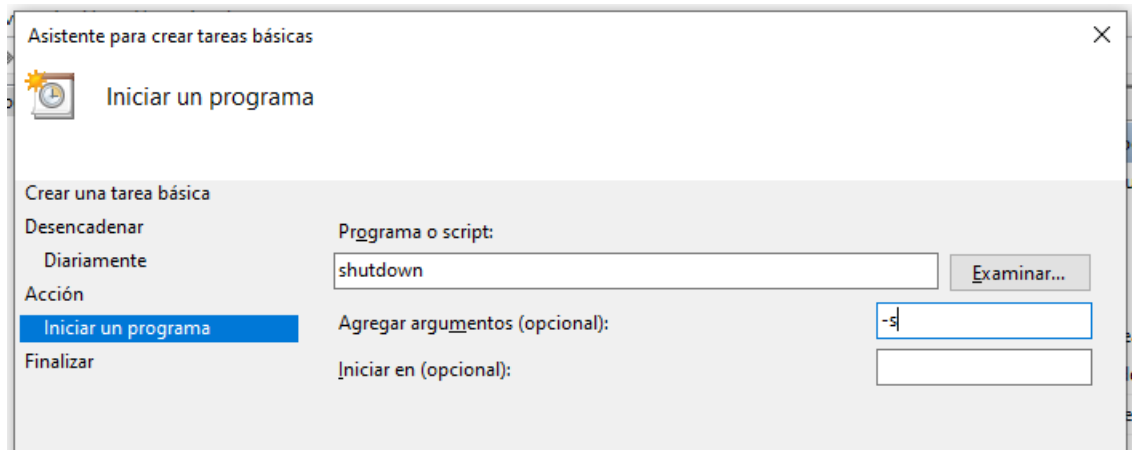 Asistente para crear tareas básicas
Iniciar un programa
Crear una tarea básica
Desencadenar
Diariamente
Acción
Iniciar un programa
Finalizar
Programa o script:
shutdown
Examinar...
Agregar argumentos (opcional):
-s
Iniciar en (opcional):